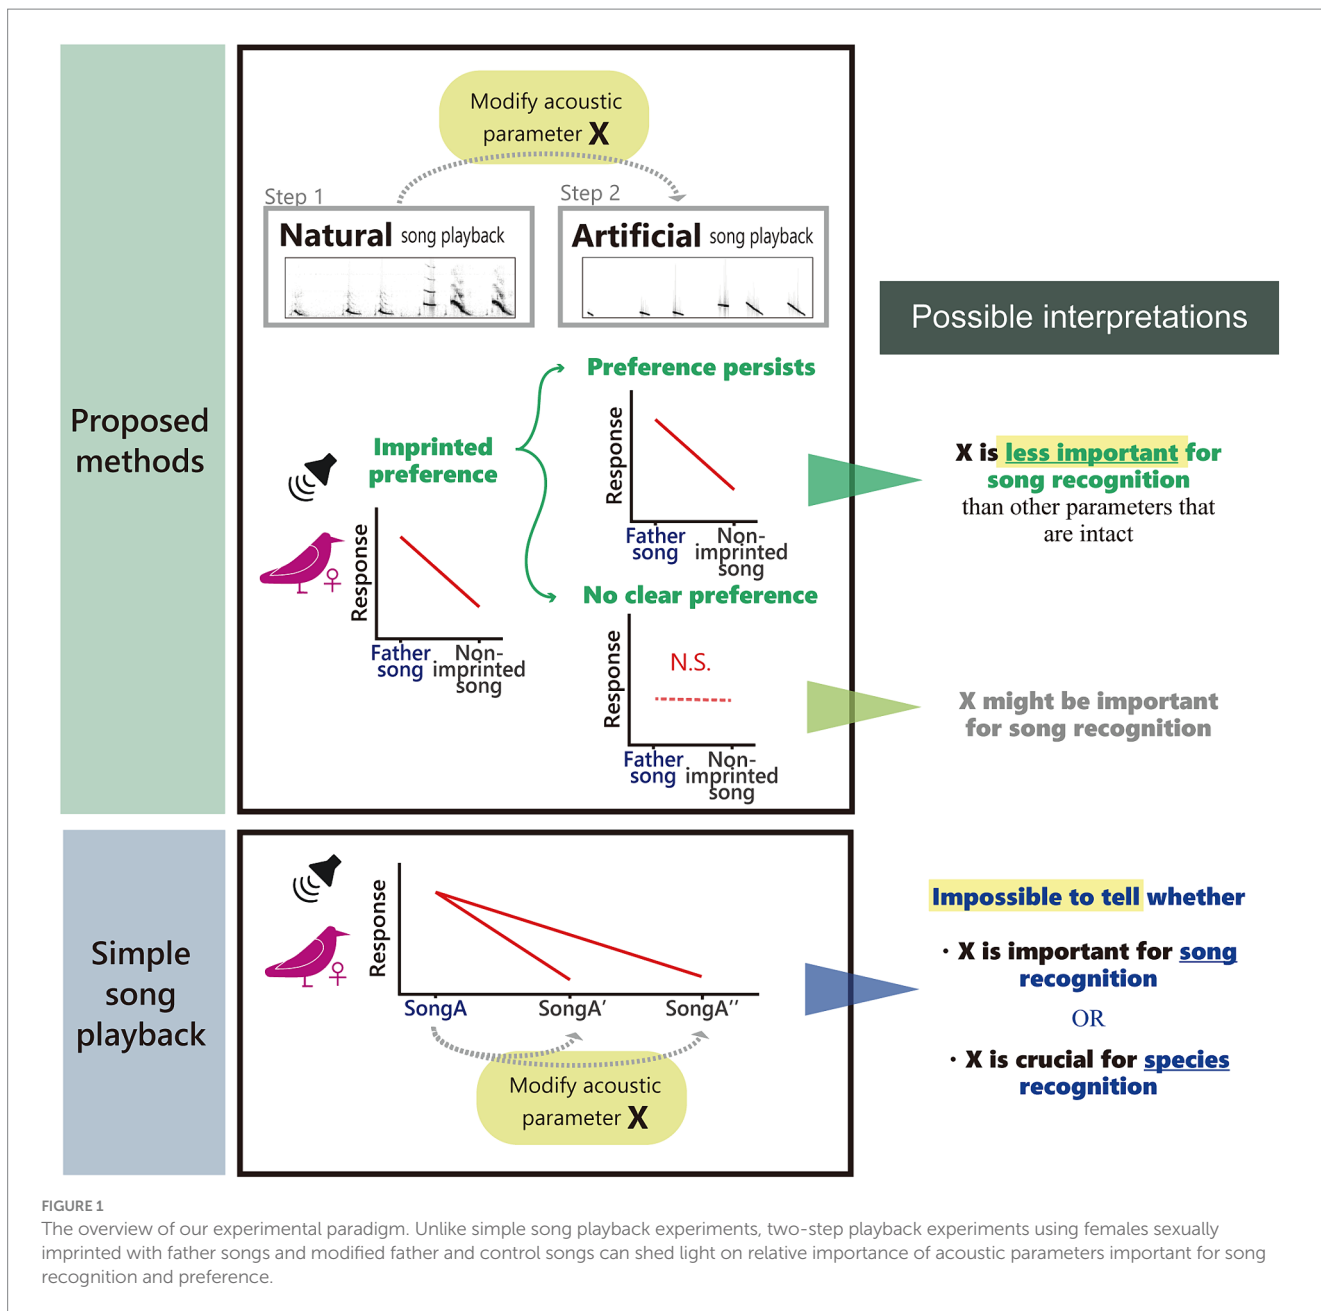 Proposed
methods
Modify acoustic
parameter X
Step 1
Natural song playback
Step 2
Artificial song playback
Imprinted
preference
Response
Father
song
Non-
imprinted
song
Preference persists
Response
Father
song
Non-
imprinted
song
No clear preference
Response
N.S.
Father
song
Non-
imprinted
song
Possible interpretations
X is less important for
song recognition
than other parameters that
are intact
X might be important
for song recognition
Simple
song
playback
Response
SongA
SongA′
SongA′′
Modify acoustic
parameter X
Impossible to tell whether
· X is important for song
recognition
OR
· X is crucial for species
recognition
FIGURE 1
The overview of our experimental paradigm. Unlike simple song playback experiments, two-step playback experiments using females sexually
imprinted with father songs and modified father and control songs can shed light on relative importance of acoustic parameters important for song
recognition and preference.